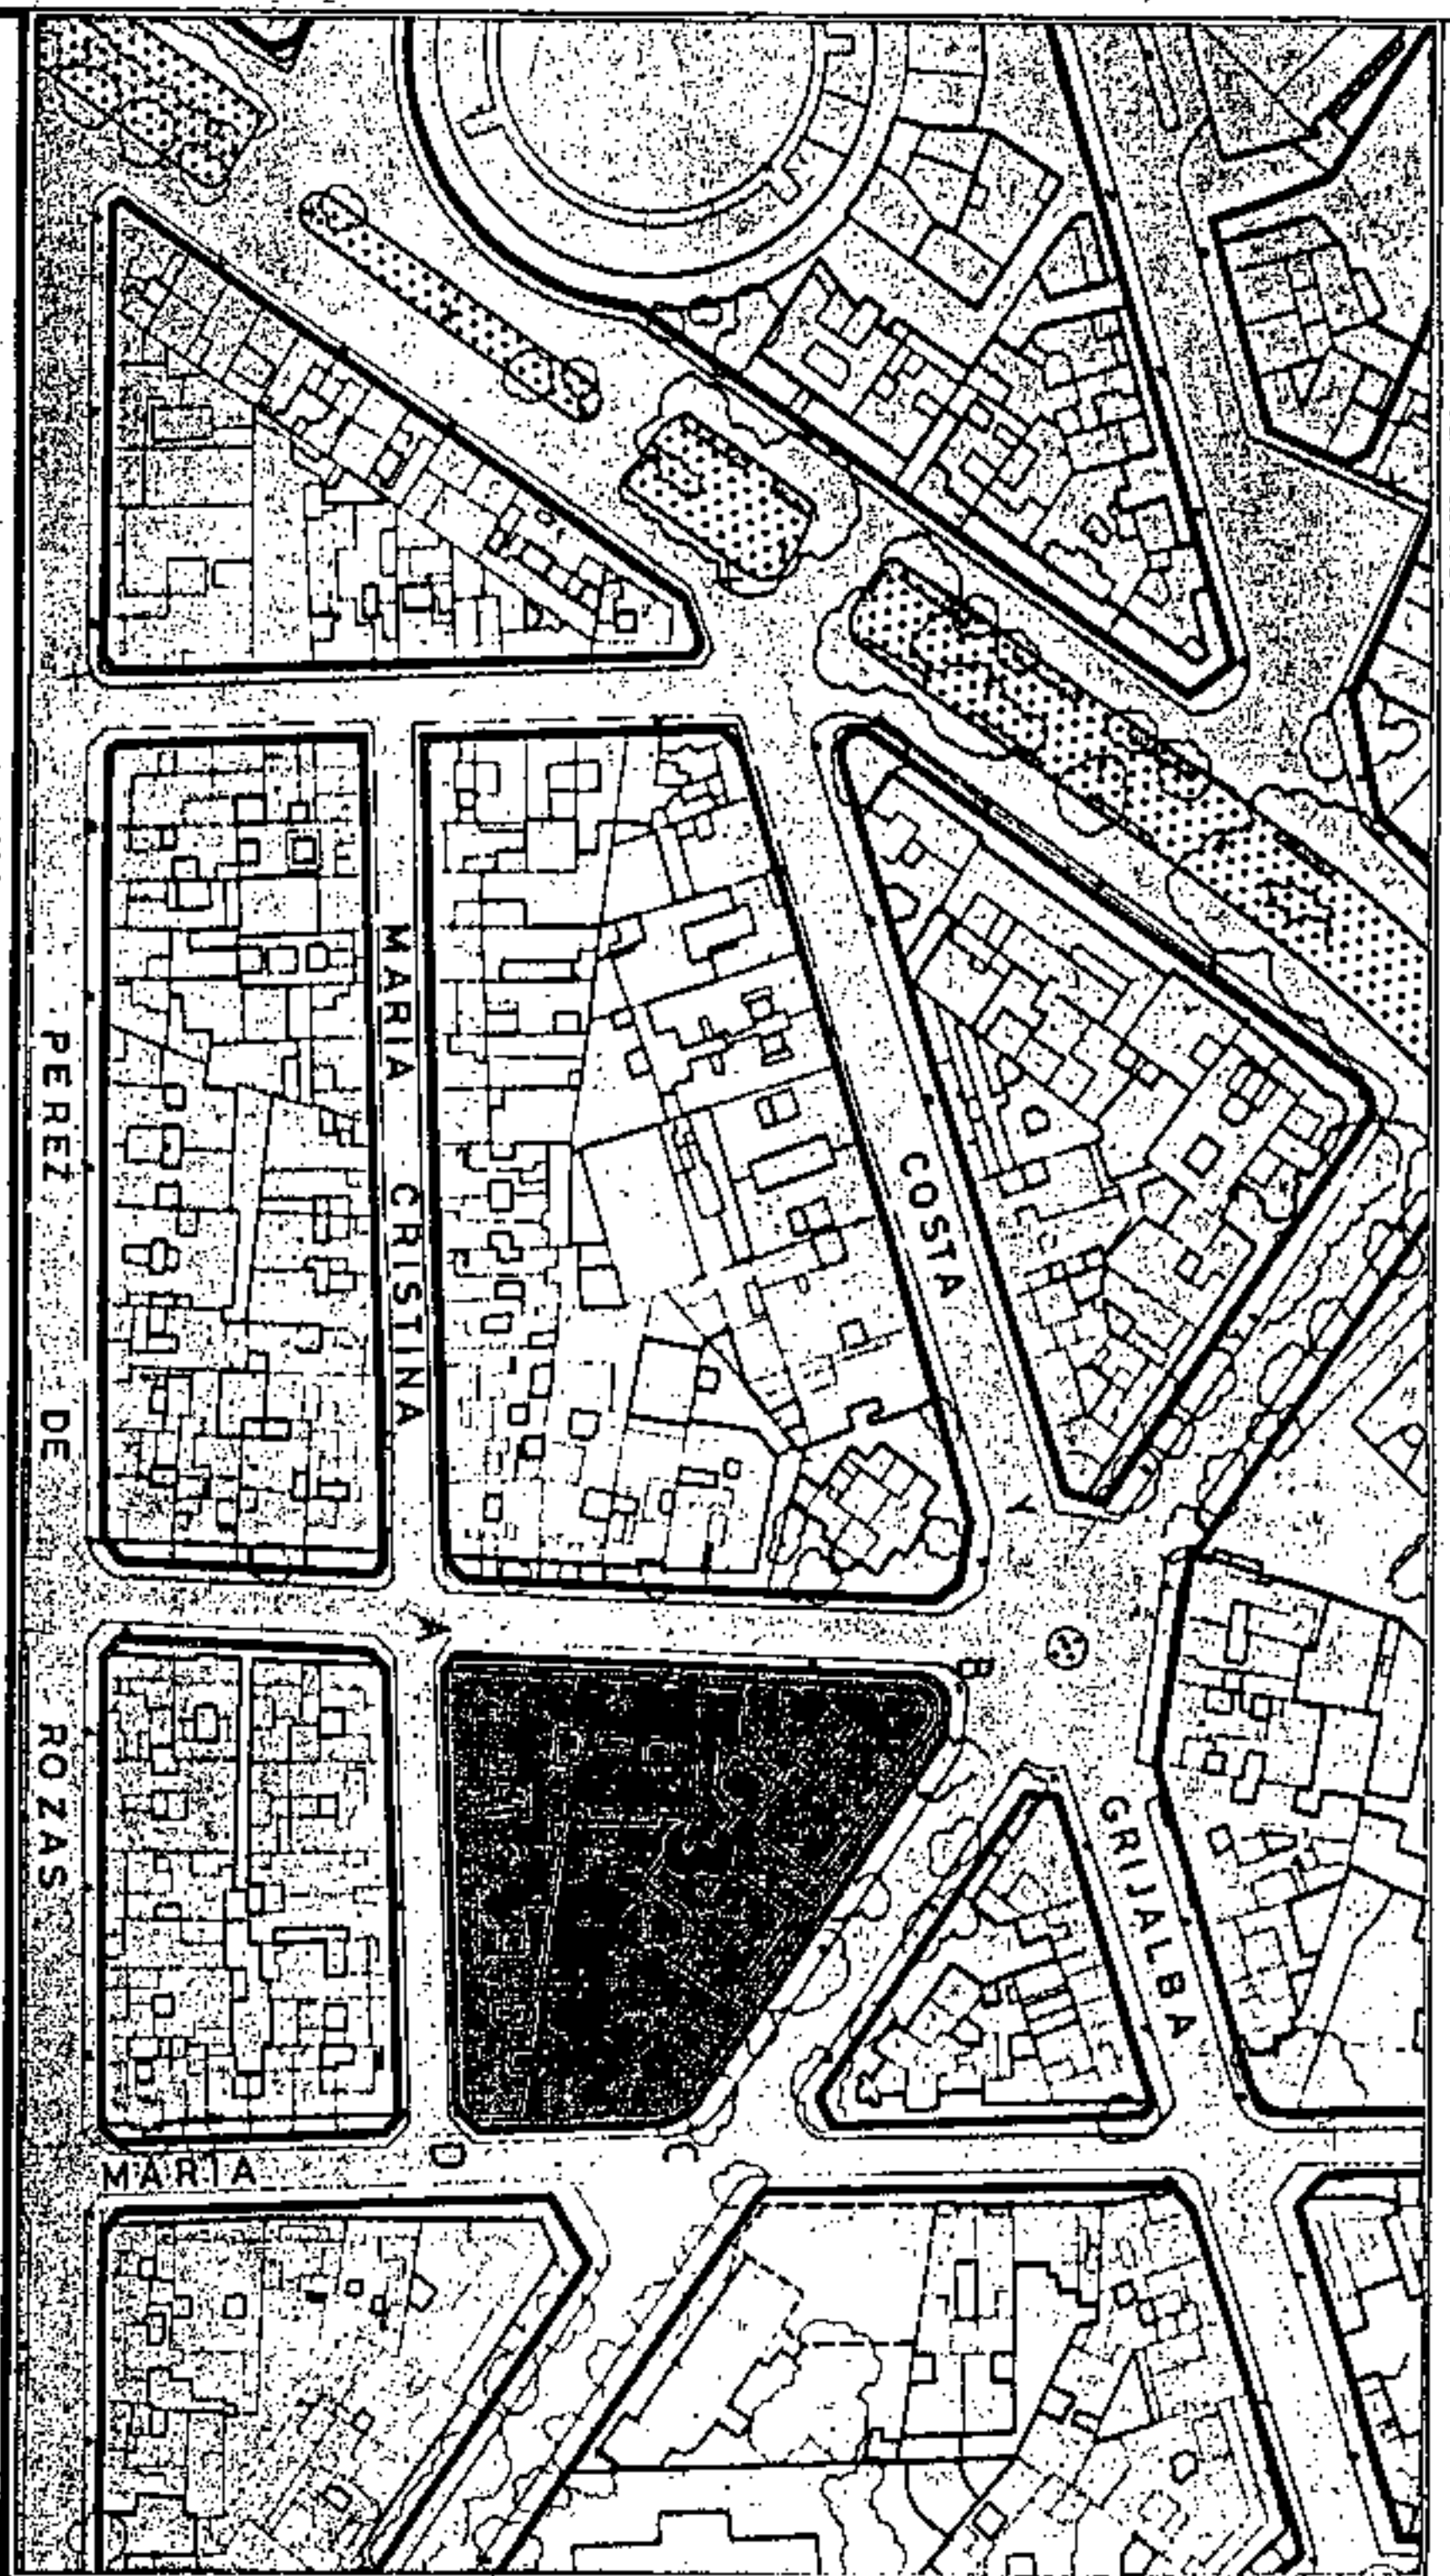 PEREZ DE ROZAS
MARIA CRISTINA
COSTA Y GRIJALBA
A
B
C
D
MARIA